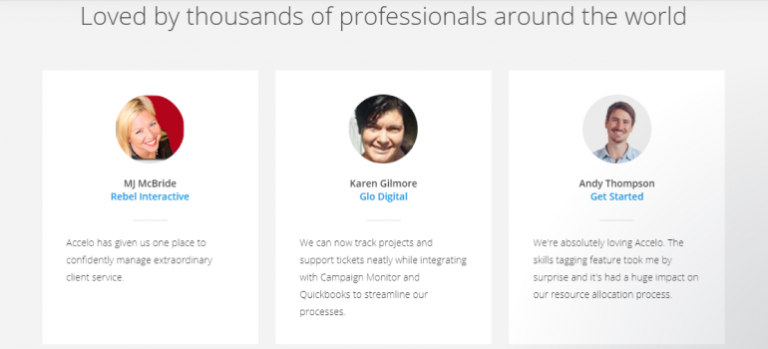 Loved by thousands of professionals around the world
MJ McBride
Rebel Interactive
Accelo has given us one place to
confidently manage extraordinary
client service.
Karen Gilmore
Glo Digital
We can now track projects and
support tickets neatly while integrating
with Campaign Monitor and
Quickbooks to streamline our
processes.
Andy Thompson
Get Started
We're absolutely loving Accelo. The
skills tagging feature took me by
surprise and it's had a huge impact on
our resource allocation process.